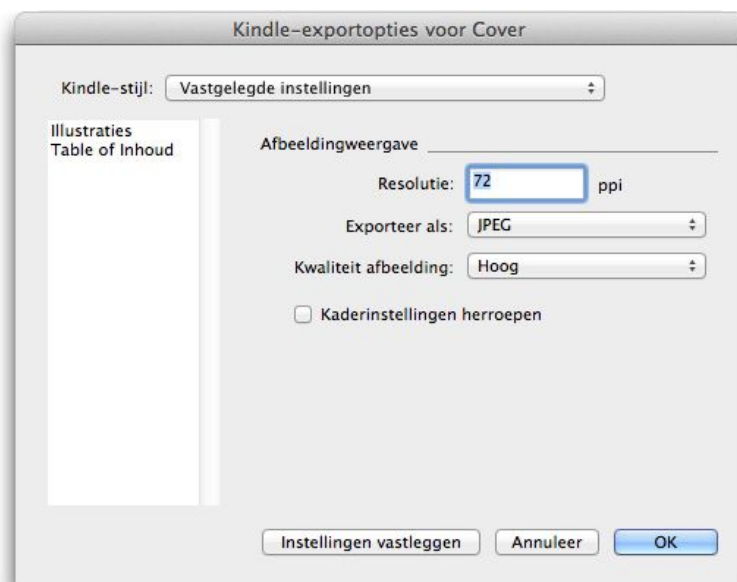 Kindle-exportopties voor Cover
Kindle-stijl: Vastgelegde instellingen
Illustraties
Table of Inhoud
Afbeeldingweergave
Resolutie: 72 ppi
Exporteer als: JPEG
Kwaliteit afbeelding: Hoog
Kaderinstellingen herroepen
Instellingen vastleggen Annuleer OK